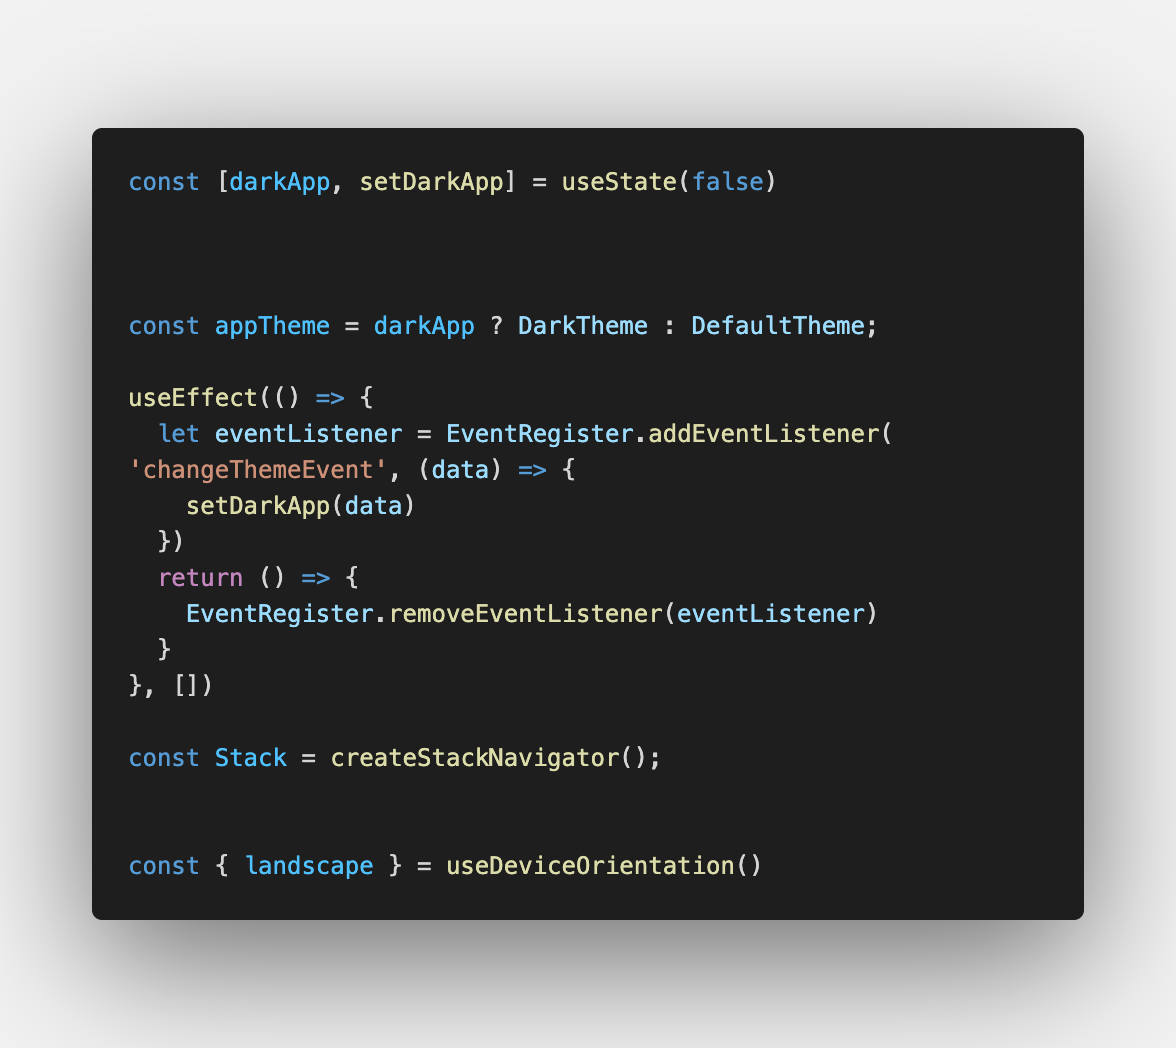 const [darkApp, setDarkApp] = useState(false)
const appTheme = darkApp ? DarkTheme : DefaultTheme;
useEffect(() => {
  let eventListener = EventRegister.addEventListener(
'changeThemeEvent', (data) => {
    setDarkApp(data)
  })
  return () => {
    EventRegister.removeEventListener(eventListener)
  }
}, [])
const Stack = createStackNavigator();
const { landscape } = useDeviceOrientation()